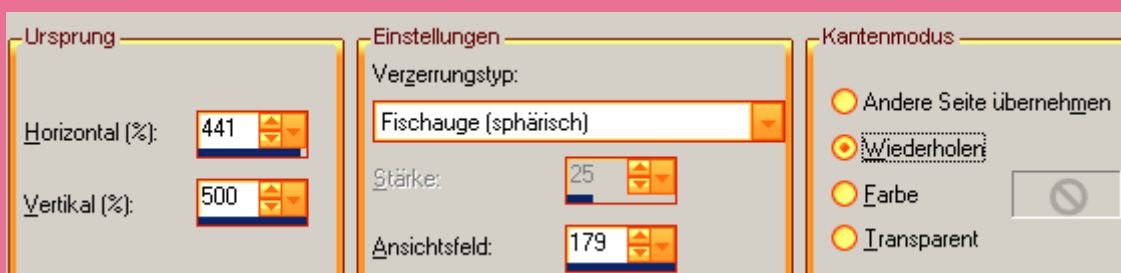 Ursprung
Horizontal (%): 441
Vertikal (%): 500
Einstellungen
Verzerrungstyp:
Fischauge (sphärisch)
Stärke: 25
Ansichtsfeld: 179
Kantenmodus
Andere Seite übernehmen
Wiederholen
Farbe
Transparent